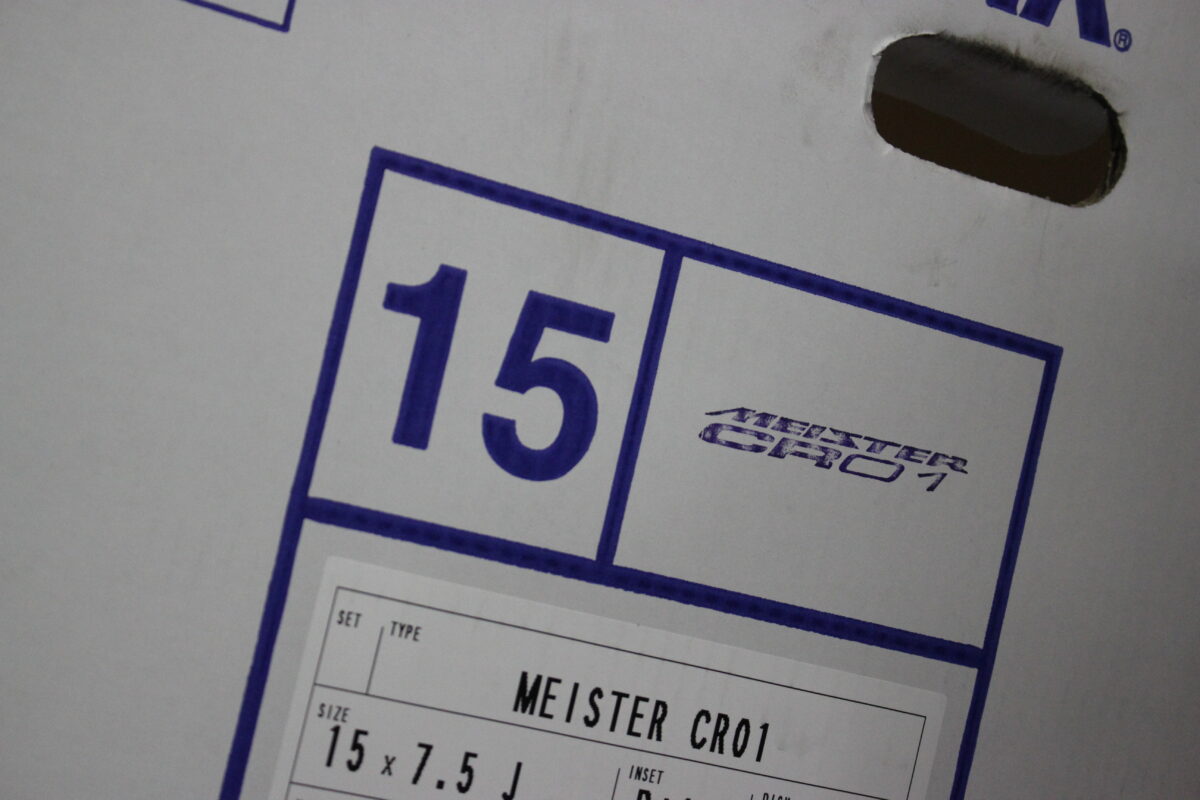 ®
15
MEISTER
CR01
SET TYPE
MEISTER CR01
SIZE
15 x 7.5 J
INSET